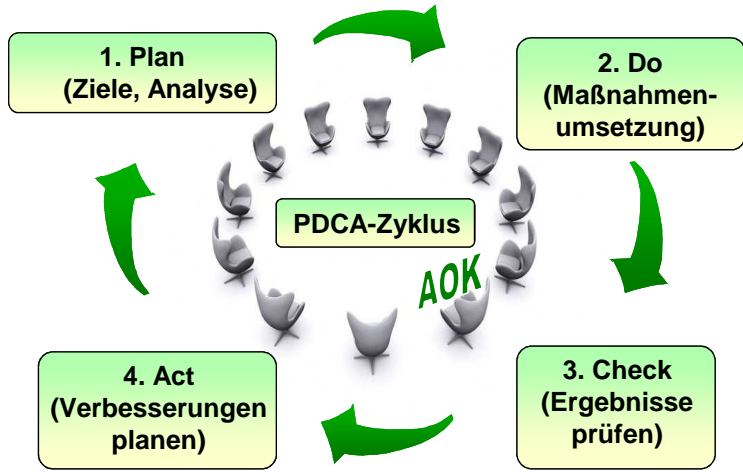 1. Plan
(Ziele, Analyse)
2. Do
(Maßnahmen-
umsetzung)
PDCA-Zyklus
AOK
3. Check
(Ergebnisse
prüfen)
4. Act
(Verbesserungen
planen)